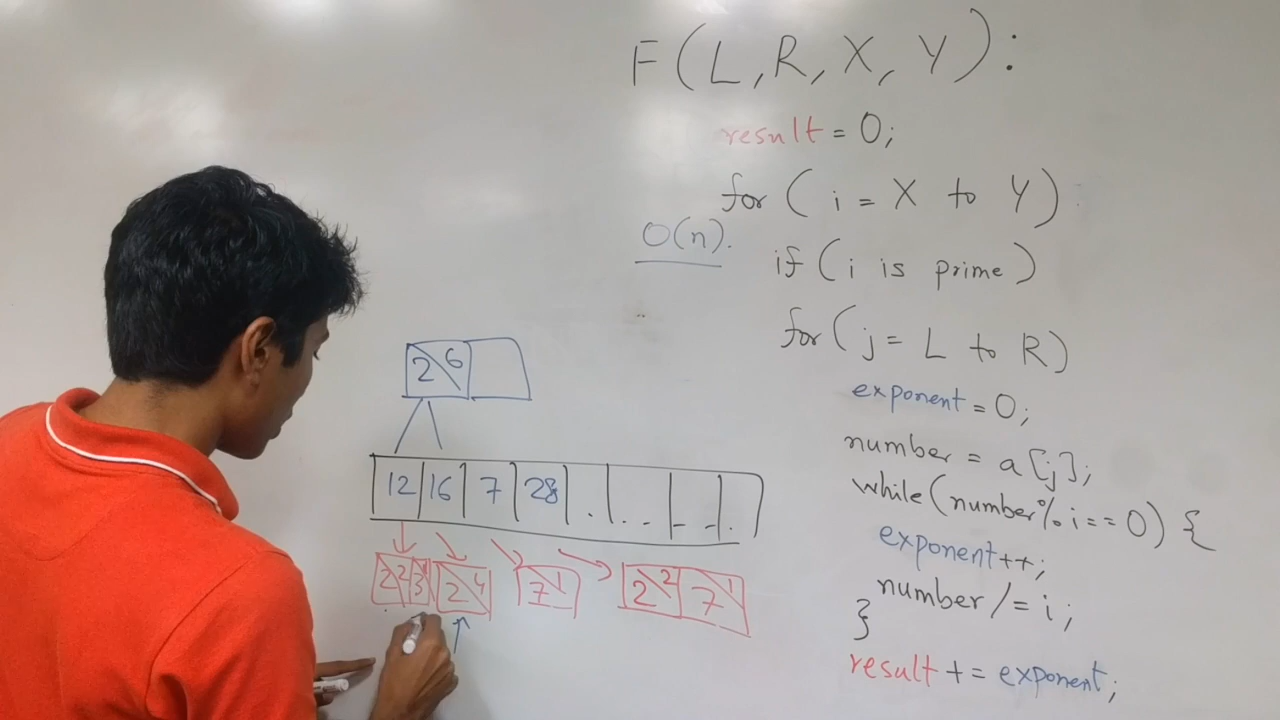 F(L,R,X,Y):
result = 0;
for ( i = X to Y)
O(n).
if ( i is prime)
for ( j = L to R)
exponent = 0;
number = a[j];
while(number%i==0) {
exponent++;
number /= i;
}
result += exponent;
2 6
12 16 7 28 . . . - - .
2 2 3 1 2 4 7 1 2 2 7 1